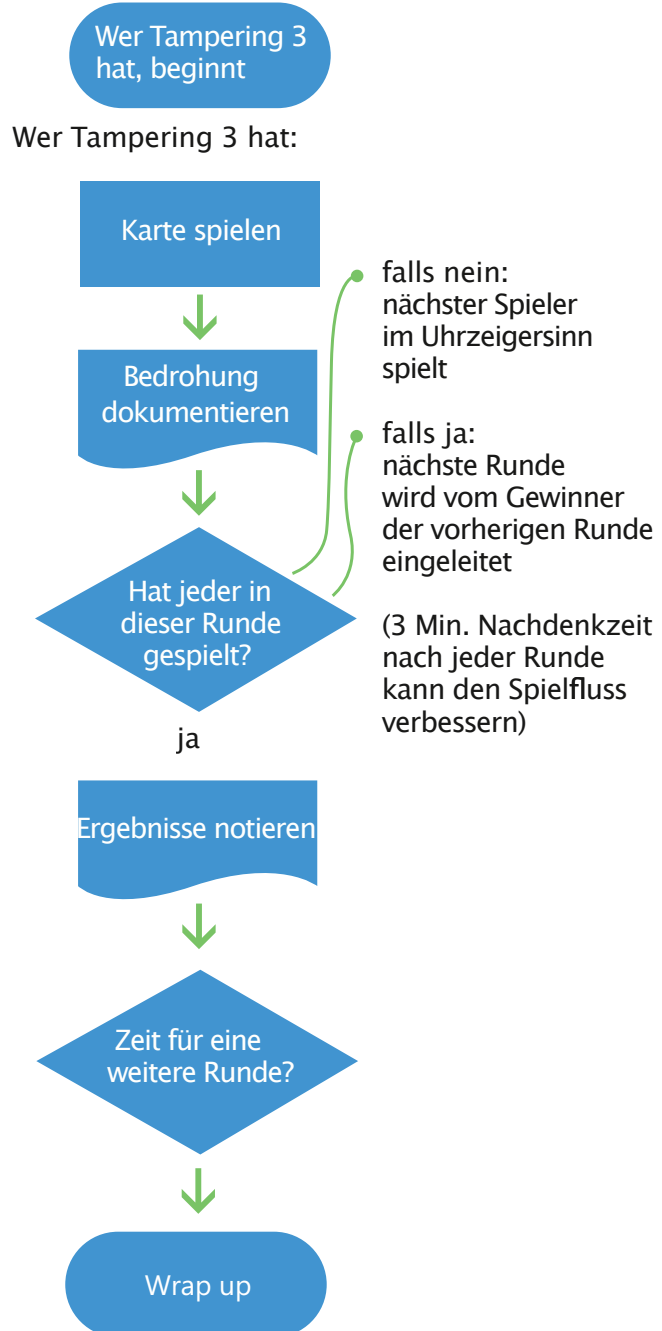 Wer Tampering 3
hat, beginnt
Wer Tampering 3 hat:
Karte spielen
Bedrohung
dokumentieren
falls nein:
nächster Spieler
im Uhrzeigersinn
spielt
falls ja:
nächste Runde
wird vom Gewinner
der vorherigen Runde
eingeleitet
(3 Min. Nachdenkzeit
nach jeder Runde
kann den Spielfluss
verbessern)
Hat jeder in
dieser Runde
gespielt?
ja
Ergebnisse notieren
Zeit für eine
weitere Runde?
Wrap up